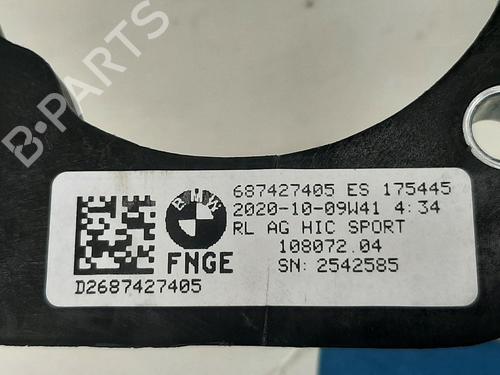 B-PARTS
BMW
687427405 ES 175445
2020-10-09W41 4:34
RL AG HIC SPORT
108072.04
SN: 2542585
FNGE
D2687427405